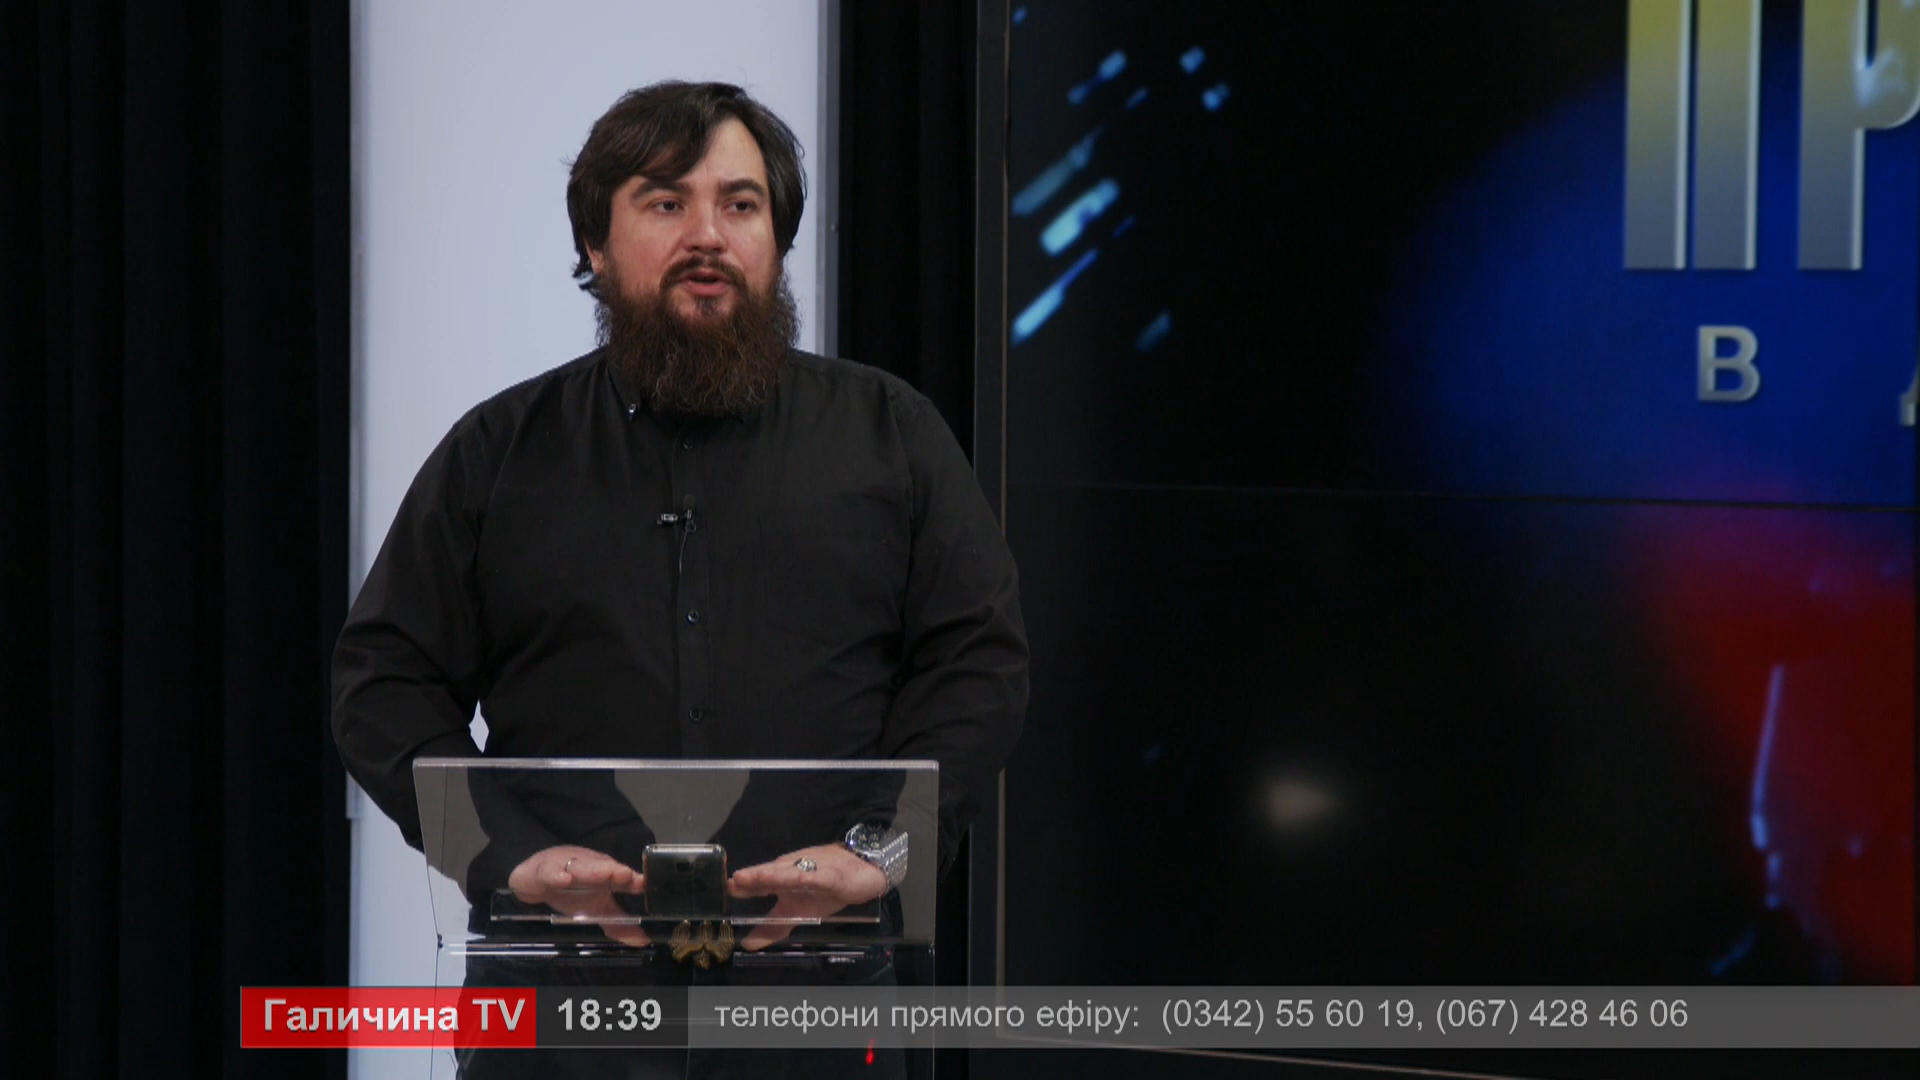 В
Галичина TV 18:39 телефони прямого ефіру: (0342) 55 60 19, (067) 428 46 06